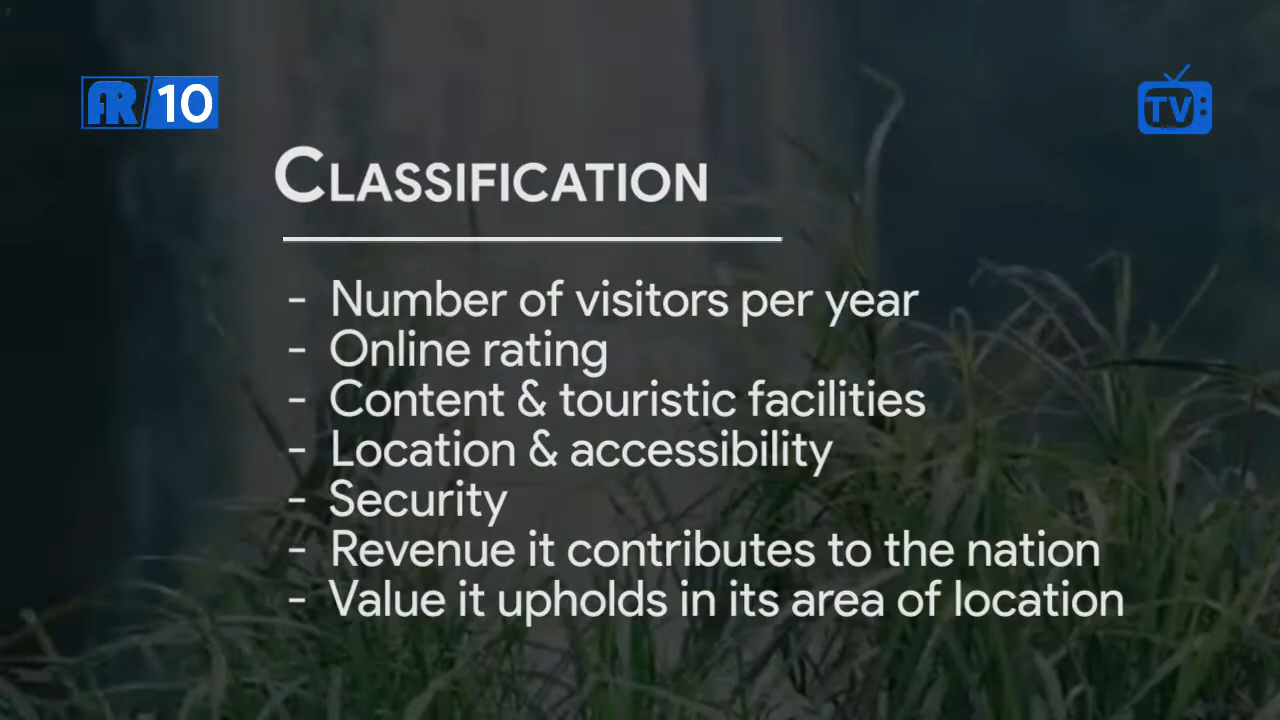 AR/10
TV
CLASSIFICATION
- Number of visitors per year
- Online rating
- Content & touristic facilities
- Location & accessibility
- Security
- Revenue it contributes to the nation
- Value it upholds in its area of location